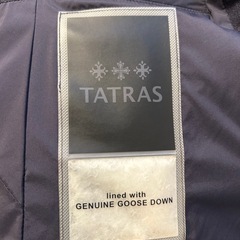 TATRAS
lined with
GENUINE GOOSE DOWN